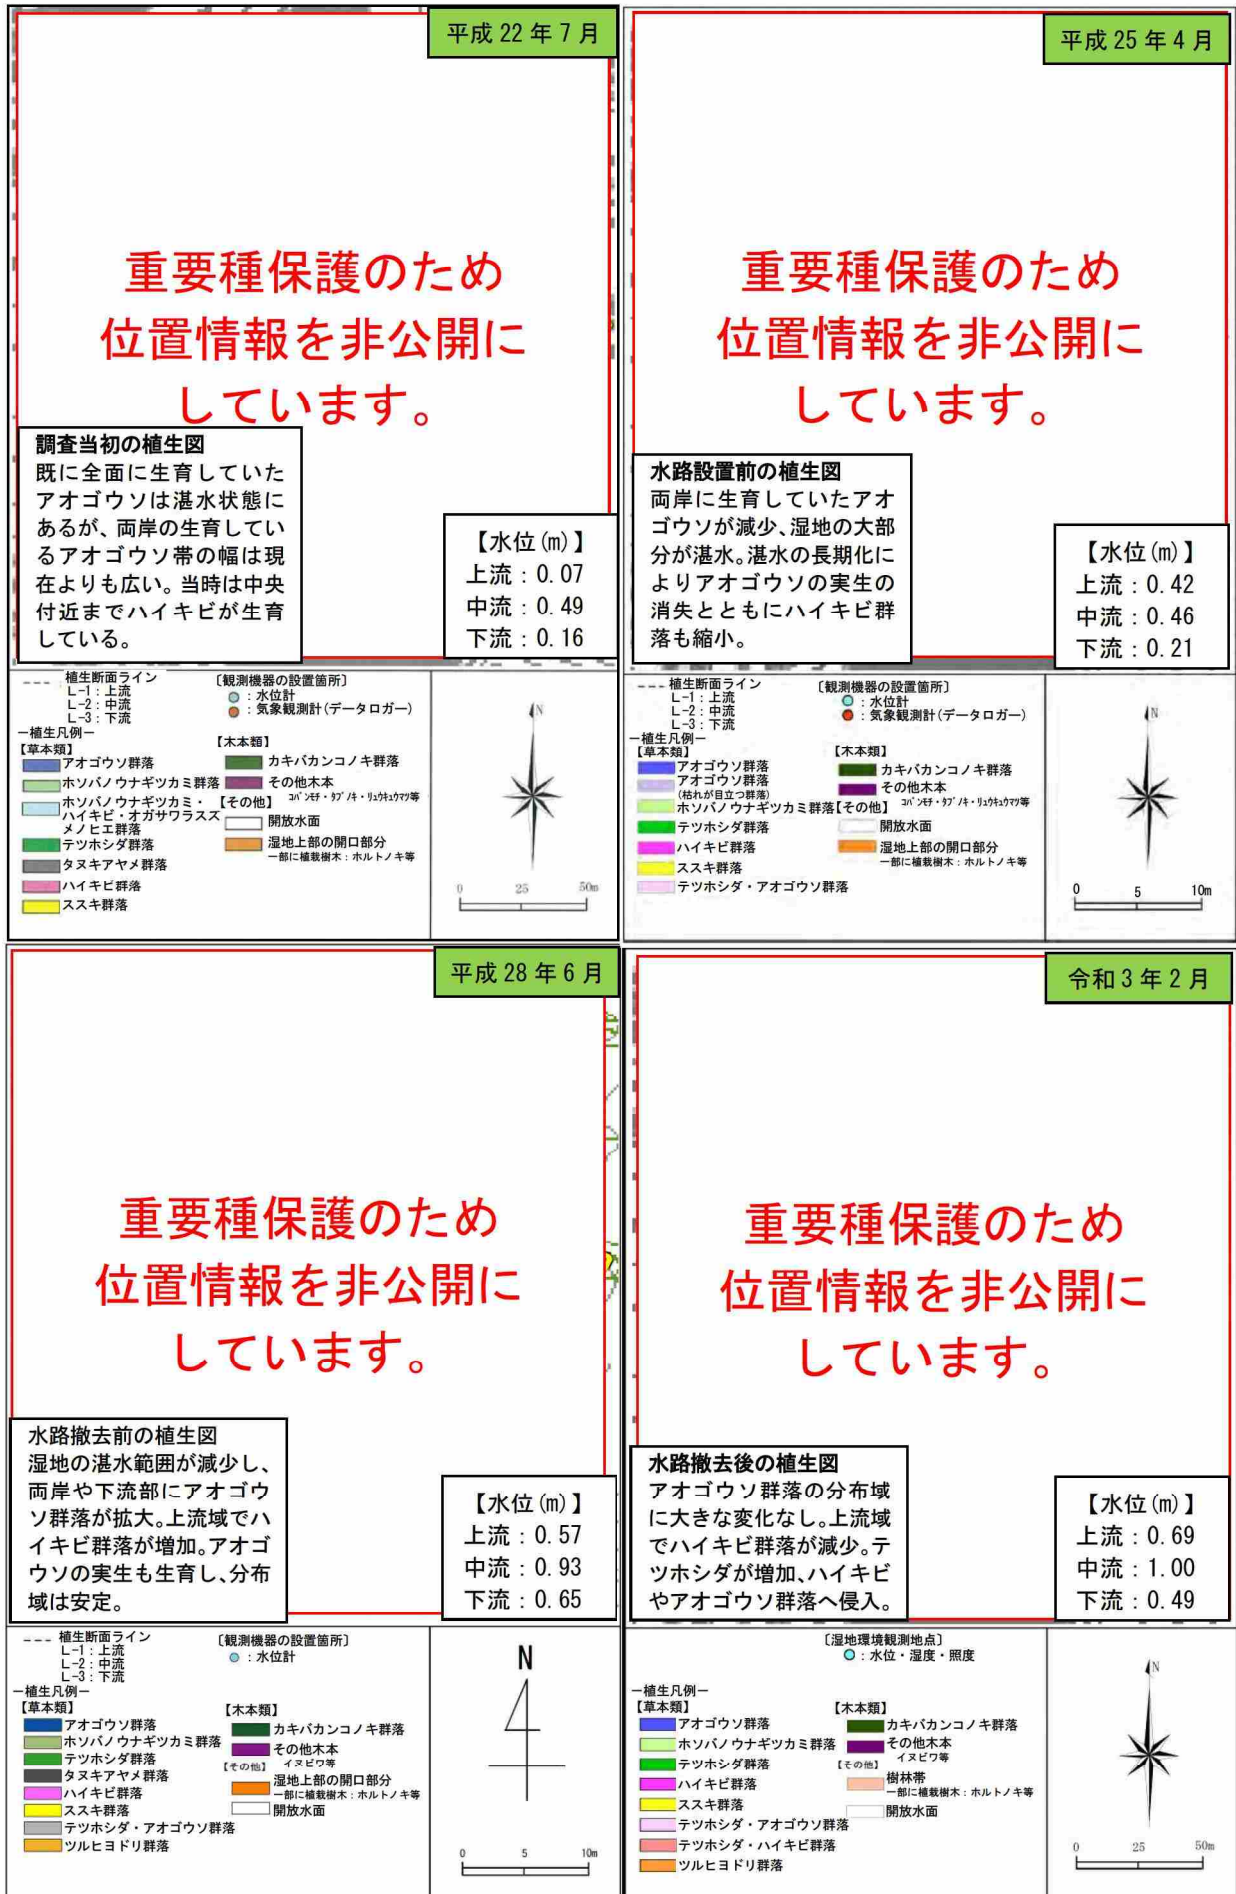 平成 22 年 7 月
重要種保護のため
位置情報を非公開に
しています。
調査当初の植生図
既に全面に生育していた
アオゴウソは湛水状態に
あるが、両岸の生育してい
るアオゴウソ帯の幅は現
在よりも広い。当時は中央
付近までハイキビが生育
している。
【水位(m)】
上流：0.07
中流：0.49
下流：0.16
植生断面ライン
L-1：上流
L-2：中流
L-3：下流
〔観測機器の設置箇所〕
：水位計
：気象観測計(データロガー)
－植生凡例－
【草本類】
アオゴウソ群落
ホソバノウナギツカミ群落
ホソバノウナギツカミ・
ハイキビ・オガサワラスズ
メノヒエ群落
テツホシダ群落
タヌキアヤメ群落
ハイキビ群落
ススキ群落
【木本類】
カキバカンコノキ群落
その他木本
コバンモチ・タブノキ・リュウキュウマツ等
【その他】
開放水面
湿地上部の開口部分
一部に植栽樹木：ホルトノキ等
N
0 25 50m
平成 25 年 4 月
重要種保護のため
位置情報を非公開に
しています。
水路設置前の植生図
両岸に生育していたアオ
ゴウソが減少、湿地の大部
分が湛水。湛水の長期化に
よりアオゴウソの実生の
消失とともにハイキビ群
落も縮小。
【水位(m)】
上流：0.42
中流：0.46
下流：0.21
植生断面ライン
L-1：上流
L-2：中流
L-3：下流
〔観測機器の設置箇所〕
：水位計
：気象観測計(データロガー)
－植生凡例－
【草本類】
アオゴウソ群落
アオゴウソ群落
(枯れが目立つ群落)
ホソバノウナギツカミ群落
テツホシダ群落
ハイキビ群落
ススキ群落
テツホシダ・アオゴウソ群落
【木本類】
カキバカンコノキ群落
その他木本
コバンモチ・タブノキ・リュウキュウマツ等
【その他】
開放水面
湿地上部の開口部分
一部に植栽樹木：ホルトノキ等
N
0 5 10m
平成 28 年 6 月
重要種保護のため
位置情報を非公開に
しています。
水路撤去前の植生図
湿地の湛水範囲が減少し、
両岸や下流部にアオゴウ
ソ群落が拡大。上流域でハ
イキビ群落が増加。アオゴ
ウソの実生も生育し、分布
域は安定。
【水位(m)】
上流：0.57
中流：0.93
下流：0.65
植生断面ライン
L-1：上流
L-2：中流
L-3：下流
〔観測機器の設置箇所〕
：水位計
－植生凡例－
【草本類】
アオゴウソ群落
ホソバノウナギツカミ群落
テツホシダ群落
タヌキアヤメ群落
ハイキビ群落
ススキ群落
テツホシダ・アオゴウソ群落
ツルヒヨドリ群落
【木本類】
カキバカンコノキ群落
その他木本
イヌビワ等
【その他】
湿地上部の開口部分
一部に植栽樹木：ホルトノキ等
開放水面
N
0 5 10m
令和 3 年 2 月
重要種保護のため
位置情報を非公開に
しています。
水路撤去後の植生図
アオゴウソ群落の分布域
に大きな変化なし。上流域
でハイキビ群落が減少。テ
ツホシダが増加、ハイキビ
やアオゴウソ群落へ侵入。
【水位(m)】
上流：0.69
中流：1.00
下流：0.49
〔湿地環境観測地点〕
：水位・湿度・照度
－植生凡例－
【草本類】
アオゴウソ群落
ホソバノウナギツカミ群落
テツホシダ群落
ハイキビ群落
ススキ群落
テツホシダ・アオゴウソ群落
テツホシダ・ハイキビ群落
ツルヒヨドリ群落
【木本類】
カキバカンコノキ群落
その他木本
イヌビワ等
【その他】
樹林帯
一部に植栽樹木：ホルトノキ等
開放水面
N
0 25 50m